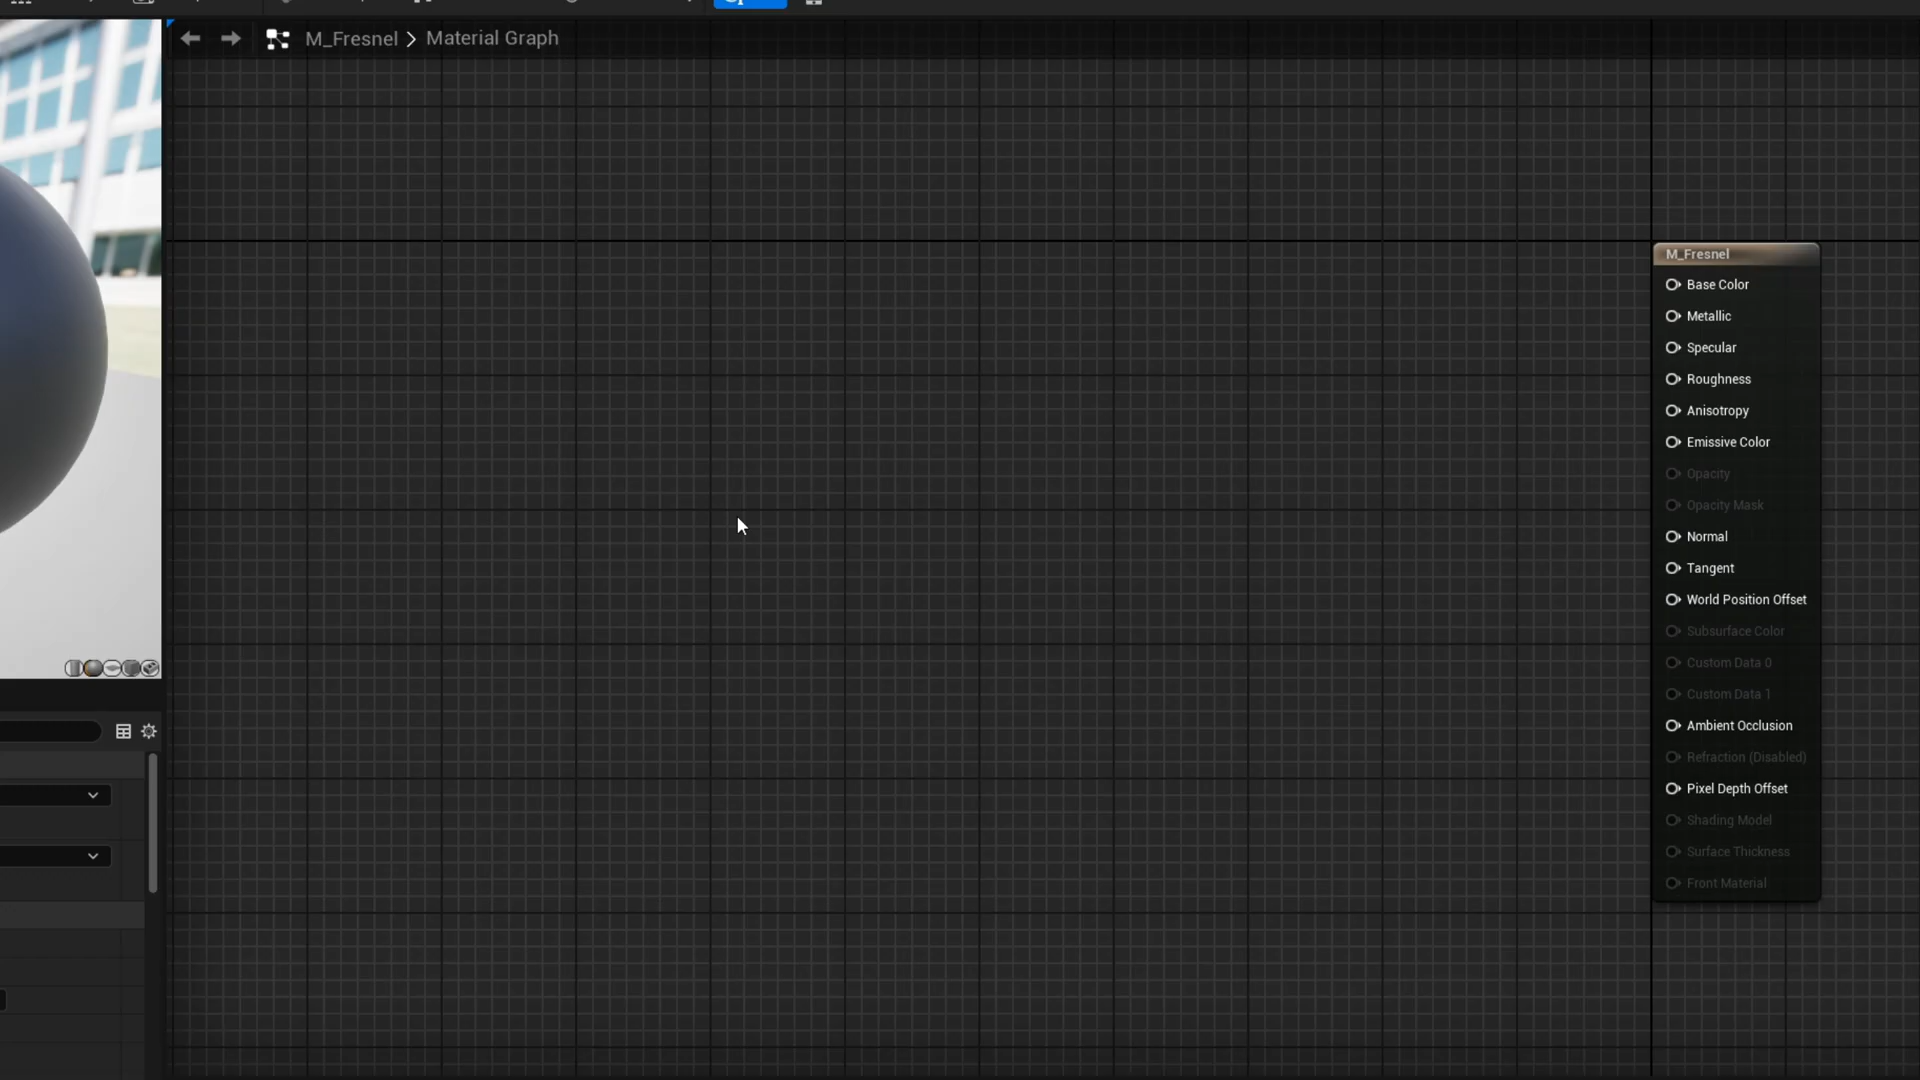 M_Fresnel > Material Graph
M_Fresnel
Base Color
Metallic
Specular
Roughness
Anisotropy
Emissive Color
Opacity
Opacity Mask
Normal
Tangent
World Position Offset
Subsurface Color
Custom Data 0
Custom Data 1
Ambient Occlusion
Refraction (Disabled)
Pixel Depth Offset
Shading Model
Surface Thickness
Front Material